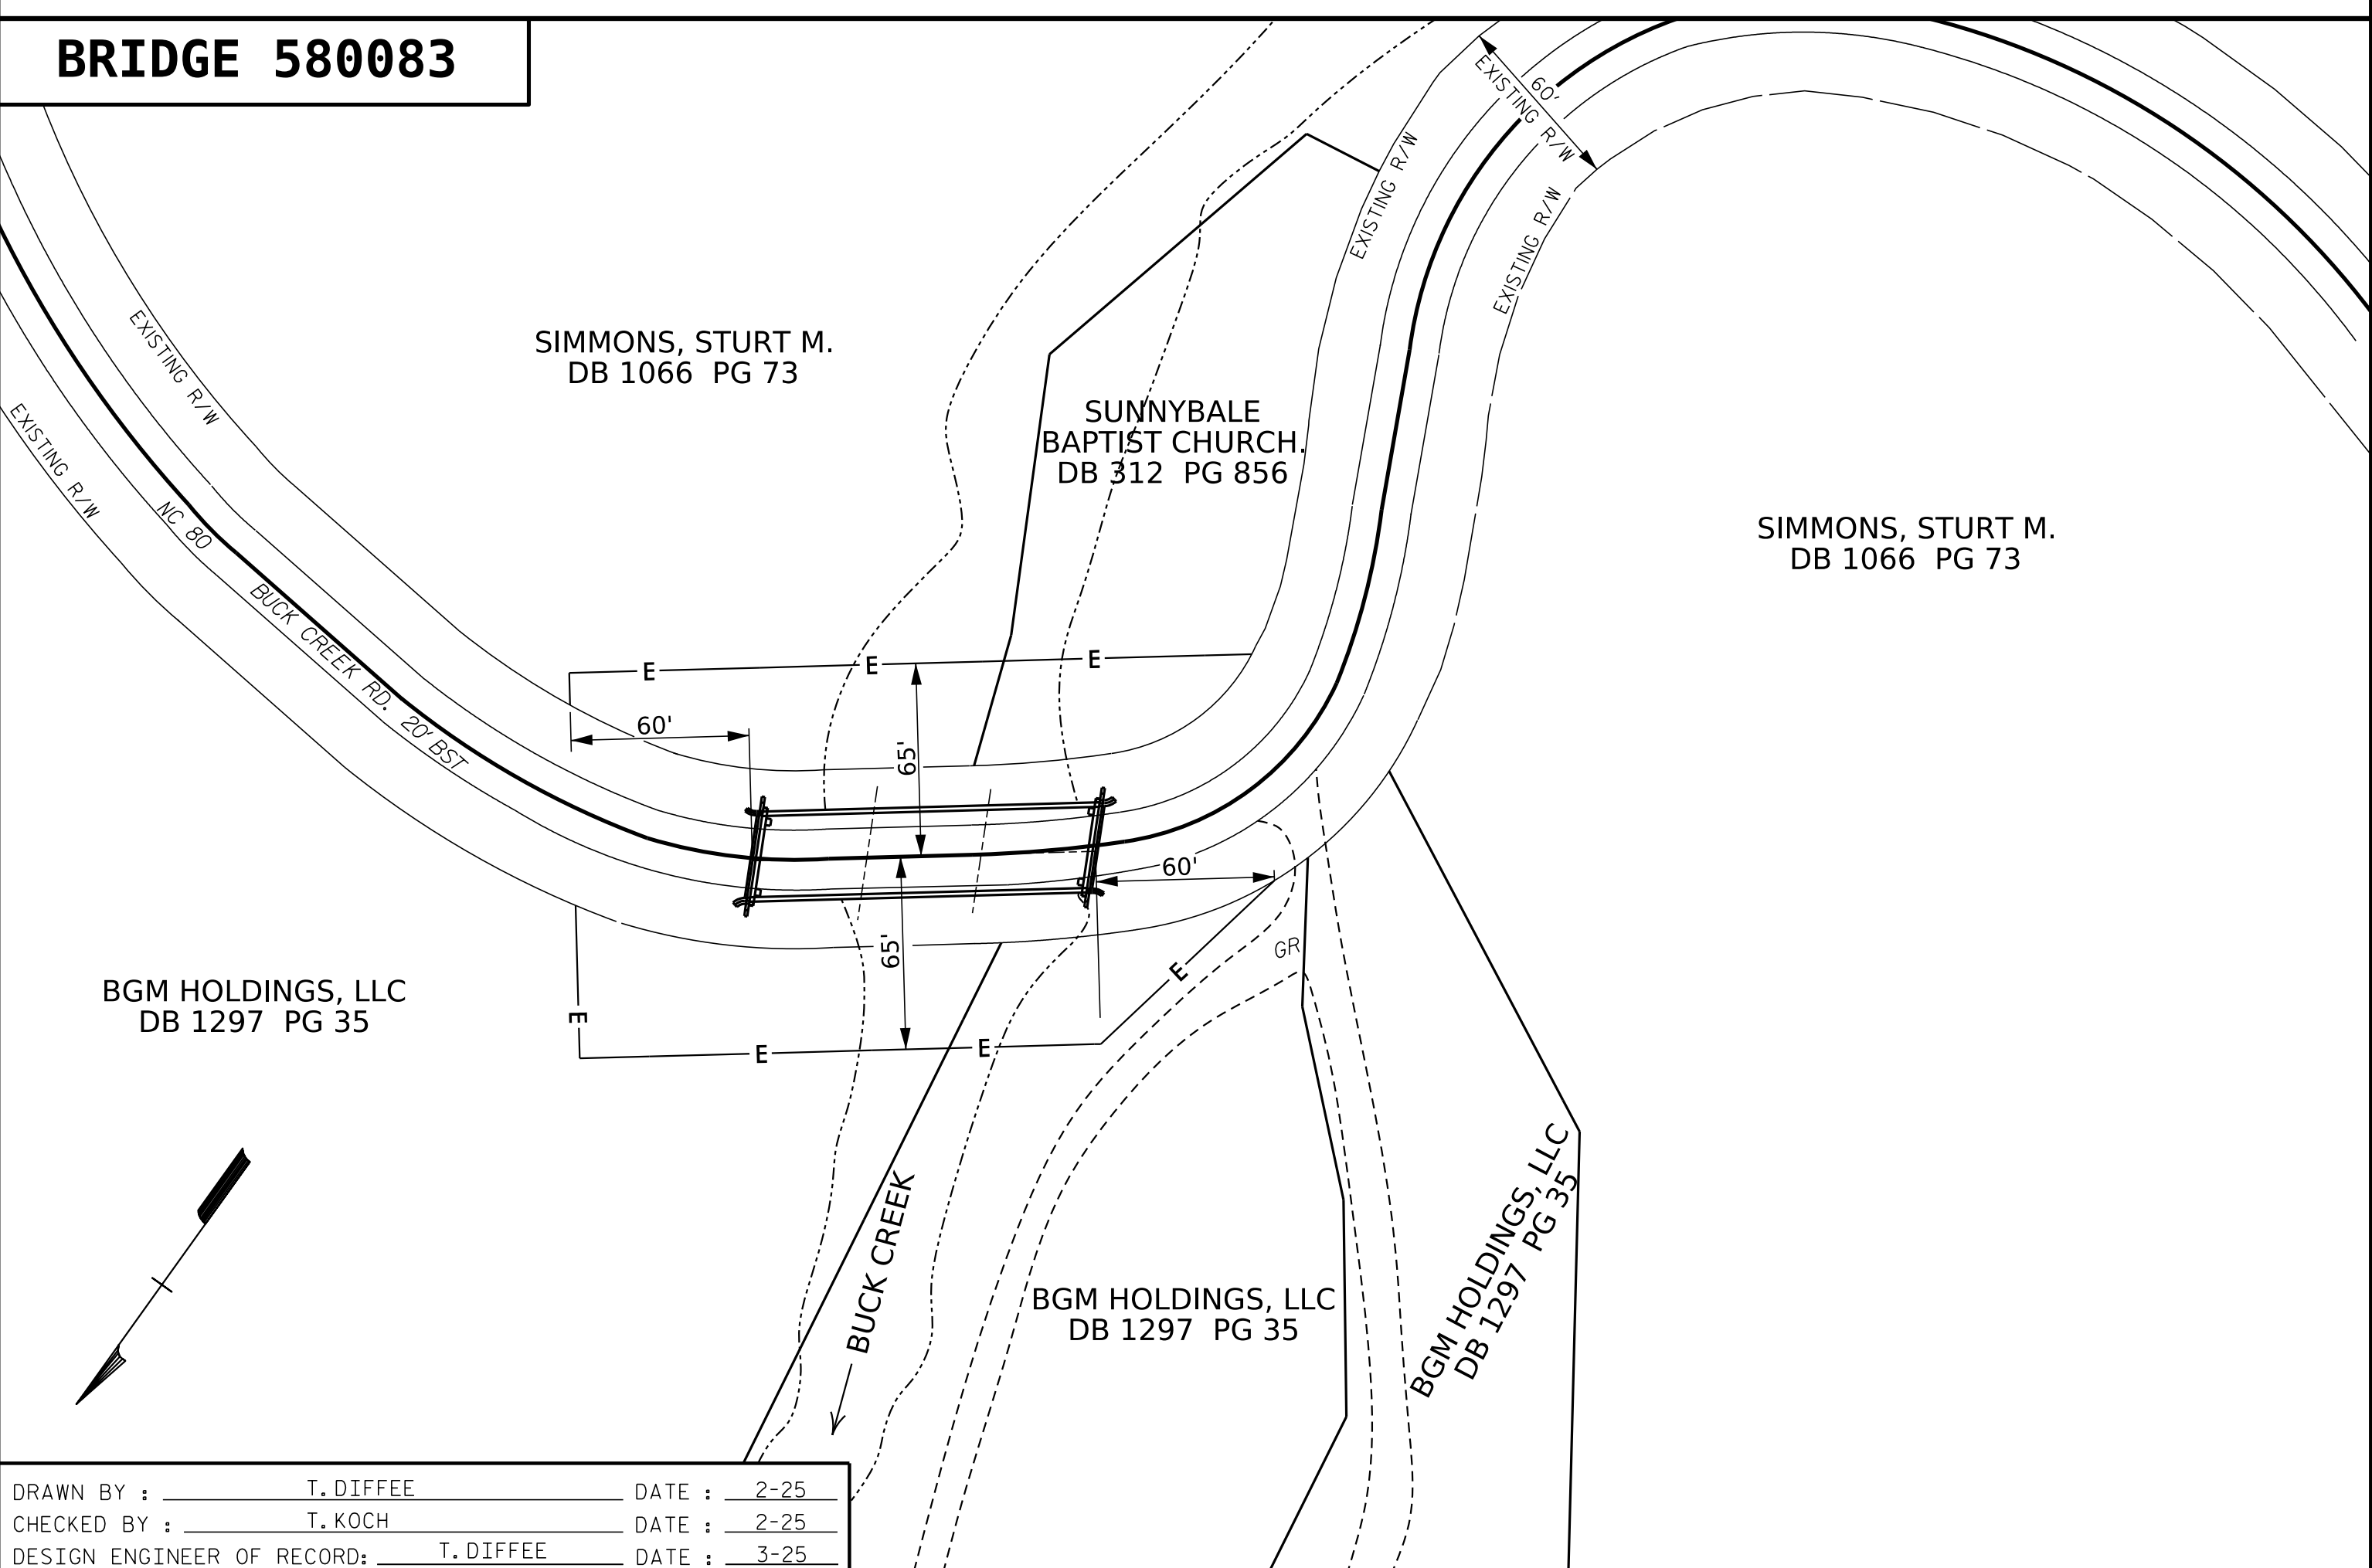 BRIDGE 580083
60'
EXISTING R/W
EXISTING R/W
EXISTING R/W
EXISTING R/W
EXISTING R/W
SIMMONS, STURT M.
DB 1066 PG 73
SUNNYBALE
BAPTIST CHURCH.
DB 312 PG 856
SIMMONS, STURT M.
DB 1066 PG 73
NC 80
BUCK CREEK RD. 20' BST
E
E
E
60'
65'
60'
65'
GR
E
E
E
E
BGM HOLDINGS, LLC
DB 1297 PG 35
BUCK CREEK
BGM HOLDINGS, LLC
DB 1297 PG 35
BGM HOLDINGS, LLC
DB 1297 PG 35
DRAWN BY : T. DIFFEE DATE : 2-25
CHECKED BY : T. KOCH DATE : 2-25
DESIGN ENGINEER OF RECORD: T. DIFFEE DATE : 3-25